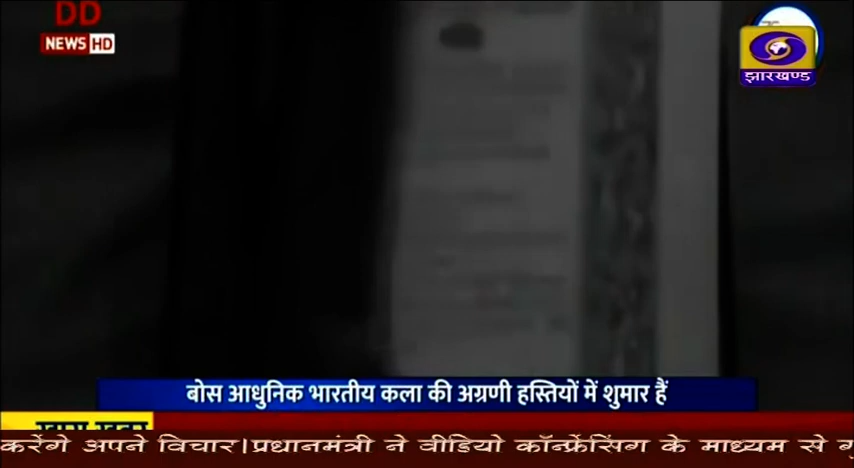 DD
NEWS HD
झारखण्ड
बोस आधुनिक भारतीय कला की अग्रणी हस्तियों में शुमार हैं
करेंगे अपने विचार।प्रधानमंत्री ने वीडियो कॉन्फ्रेंसिंग के माध्यम से